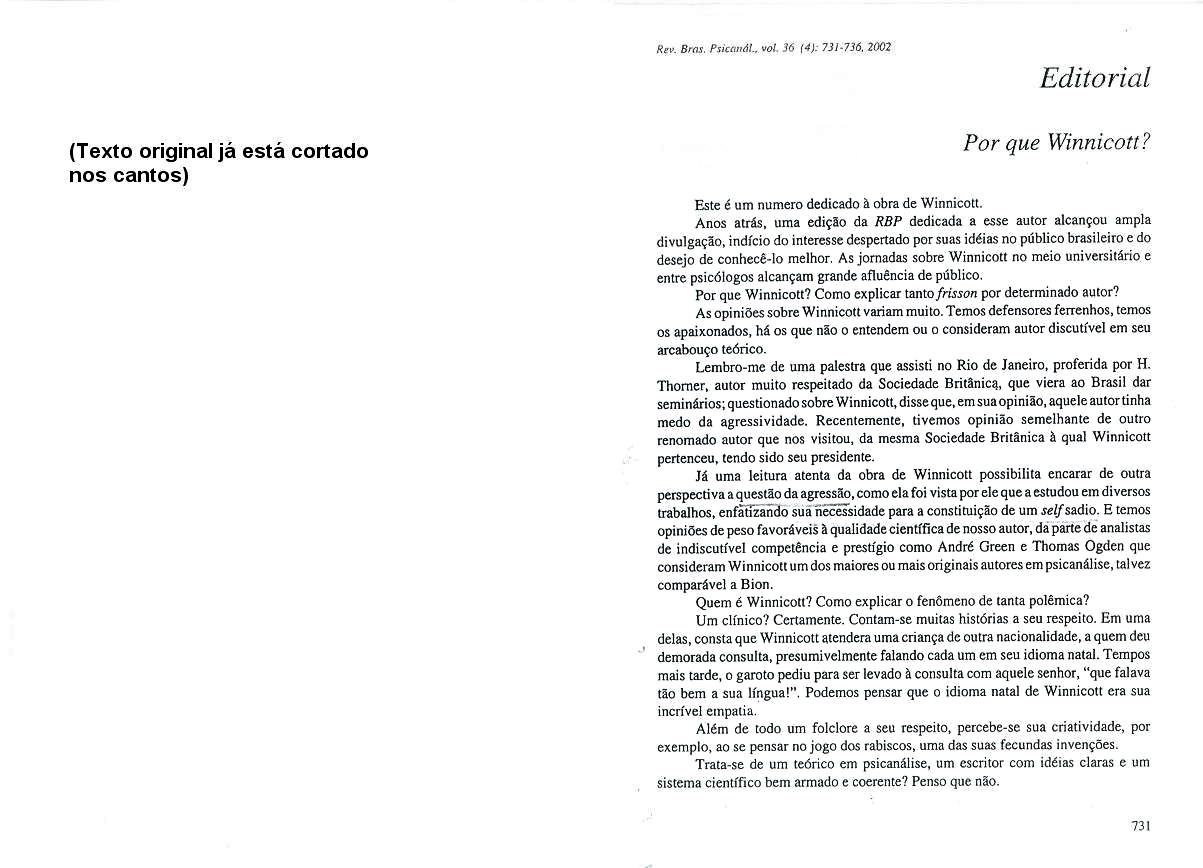 (Texto original já está cortado
nos cantos)
Rev. Bras. Psicanál., vol. 36 (4): 731-736, 2002
Editorial
Por que Winnicott?
Este é um numero dedicado à obra de Winnicott.
Anos atrás, uma edição da RBP dedicada a esse autor alcançou ampla
divulgação, indício do interesse despertado por suas idéias no público brasileiro e do
desejo de conhecê-lo melhor. As jornadas sobre Winnicott no meio universitário e
entre psicólogos alcançam grande afluência de público.
Por que Winnicott? Como explicar tanto frisson por determinado autor?
As opiniões sobre Winnicott variam muito. Temos defensores ferrenhos, temos
os apaixonados, há os que não o entendem ou o consideram autor discutível em seu
arcabouço teórico.
Lembro-me de uma palestra que assisti no Rio de Janeiro, proferida por H.
Thorner, autor muito respeitado da Sociedade Britânica, que viera ao Brasil dar
seminários; questionado sobre Winnicott, disse que, em sua opinião, aquele autor tinha
medo da agressividade. Recentemente, tivemos opinião semelhante de outro
renomado autor que nos visitou, da mesma Sociedade Britânica à qual Winnicott
pertenceu, tendo sido seu presidente.
Já uma leitura atenta da obra de Winnicott possibilita encarar de outra
perspectiva a questão da agressão, como ela foi vista por ele que a estudou em diversos
trabalhos, enfatizando sua necessidade para a constituição de um self sadio. E temos
opiniões de peso favoráveis à qualidade científica de nosso autor, da parte de analistas
de indiscutível competência e prestígio como André Green e Thomas Ogden que
consideram Winnicott um dos maiores ou mais originais autores em psicanálise, talvez
comparável a Bion.
Quem é Winnicott? Como explicar o fenômeno de tanta polêmica?
Um clínico? Certamente. Contam-se muitas histórias a seu respeito. Em uma
delas, consta que Winnicott atendera uma criança de outra nacionalidade, a quem deu
demorada consulta, presumivelmente falando cada um em seu idioma natal. Tempos
mais tarde, o garoto pediu para ser levado à consulta com aquele senhor, “que falava
tão bem a sua língua!”. Podemos pensar que o idioma natal de Winnicott era sua
incrível empatia.
Além de todo um folclore a seu respeito, percebe-se sua criatividade, por
exemplo, ao se pensar no jogo dos rabiscos, uma das suas fecundas invenções.
Trata-se de um teórico em psicanálise, um escritor com idéias claras e um
sistema científico bem armado e coerente? Penso que não.
731